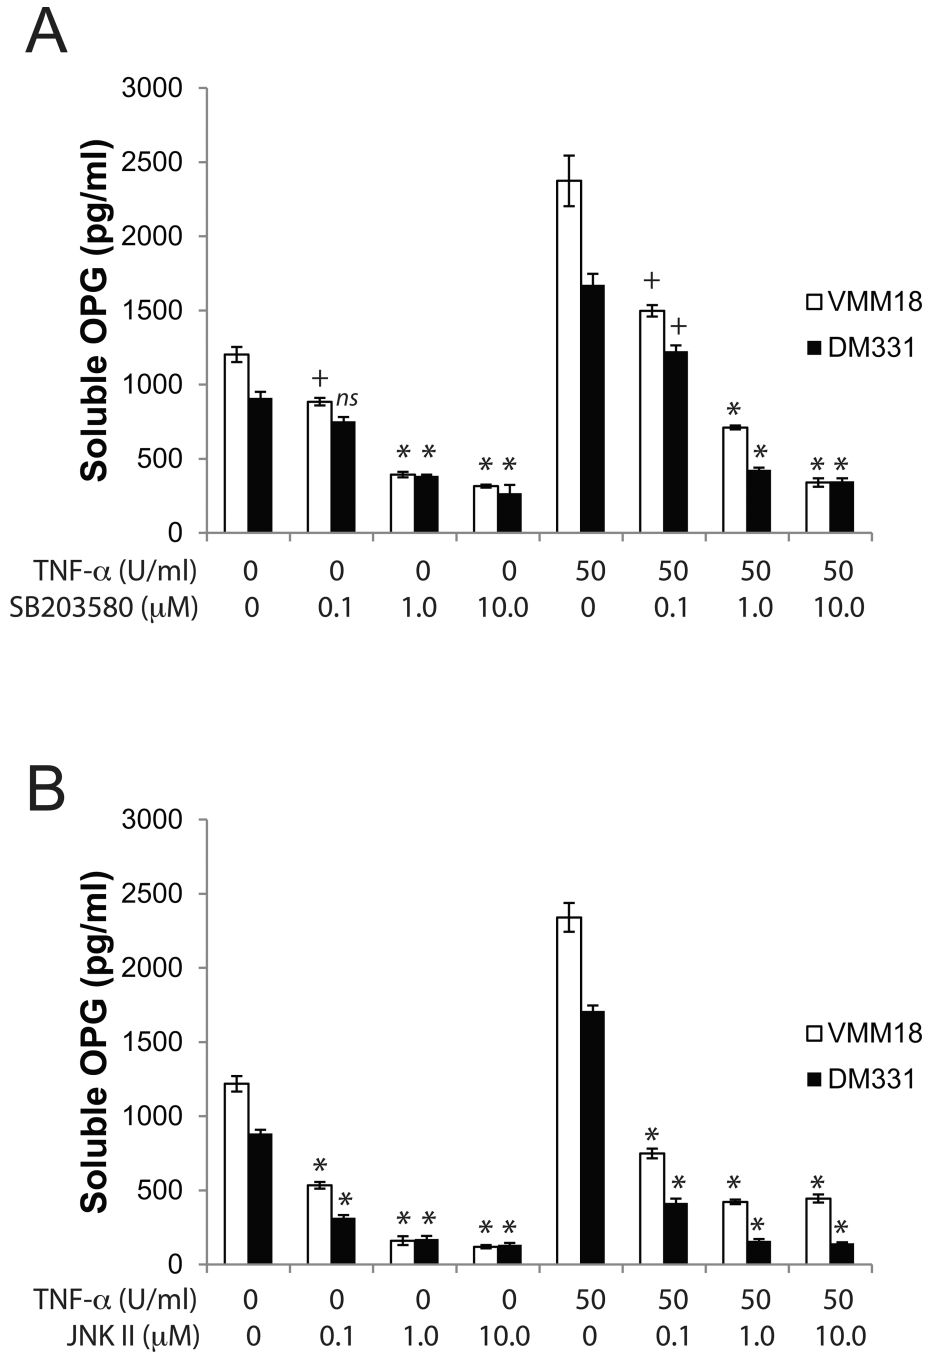 A
3000
2500
2000
1500
1000
500
0
Soluble OPG (pg/ml)
+
ns
* *
* *
+
+
*
*
* *
VMM18
DM331
TNF-α (U/ml) 0 0 0 0 50 50 50 50
SB203580 (μM) 0 0.1 1.0 10.0 0 0.1 1.0 10.0
B
3000
2500
2000
1500
1000
500
0
Soluble OPG (pg/ml)
*
*
* *
* *
*
*
*
*
*
*
VMM18
DM331
TNF-α (U/ml) 0 0 0 0 50 50 50 50
JNK II (μM) 0 0.1 1.0 10.0 0 0.1 1.0 10.0